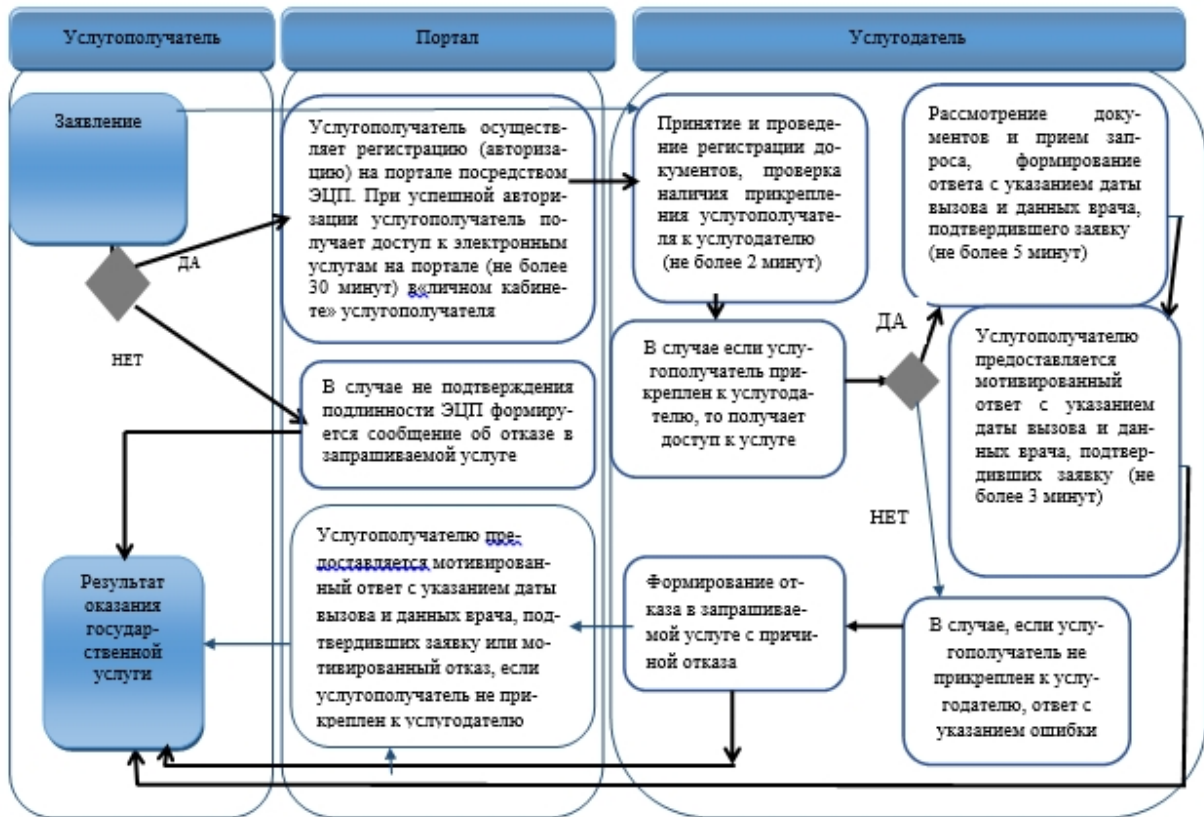 Услугополучатель
Портал
Услугодатель
Заявление
ДА
НЕТ
Результат
оказания
государ-
ственной
услуги
Услугополучатель осуществ-
ляет регистрацию (авториза-
цию) на портале посредством
ЭЦП. При успешной автори-
зации услугополучатель по-
лучает доступ к электронным
услугам на портале (не более
30 минут) в«личном кабине-
те» услугополучателя
В случае не подтверждения
подлинности ЭЦП формиру-
ется сообщение об отказе в
запрашиваемой услуге
Услугополучателю пре-
доставляется мотивирован-
ный ответ с указанием даты
вызова и данных врача, под-
твердивших заявку или мо-
тивированный отказ, если
услугополучатель не при-
креплен к услугодателю
Принятие и проведе-
ние регистрации до-
кументов, проверка
наличия прикрепле-
ния услугополучате-
ля к услугодателю
(не более 2 минут)
В случае если услу-
гополучатель при-
креплен к услугода-
телю, то получает
доступ к услуге
ДА
НЕТ
Рассмотрение доку-
ментов и прием зап-
роса, формирование
ответа с указанием даты
вызова и данных врача,
подтвердившего заявку
(не более 5 минут)
Услугополучателю
предоставляется
мотивированный
ответ с указанием
даты вызова и дан-
ных врача, подтвер-
дивших заявку (не
более 3 минут)
Формирование от-
каза в запрашивае-
мой услуге с причи-
ной отказа
В случае, если услу-
гополучатель не
прикреплен к услу-
годателю, ответ с
указанием ошибки